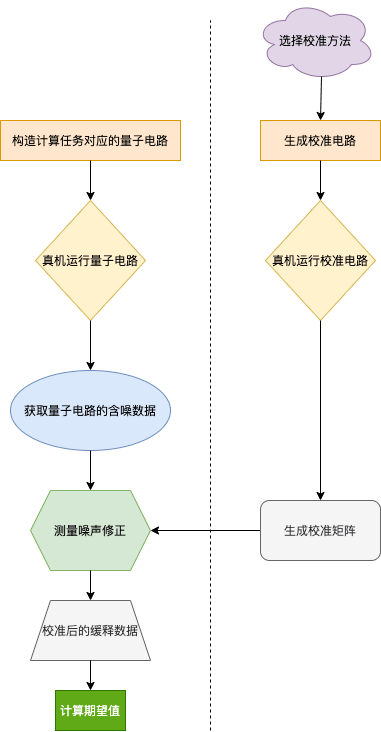 选择校准方法
构造计算任务对应的量子电路
生成校准电路
真机运行量子电路
真机运行校准电路
获取量子电路的含噪数据
测量噪声修正
生成校准矩阵
校准后的缓释数据
计算期望值